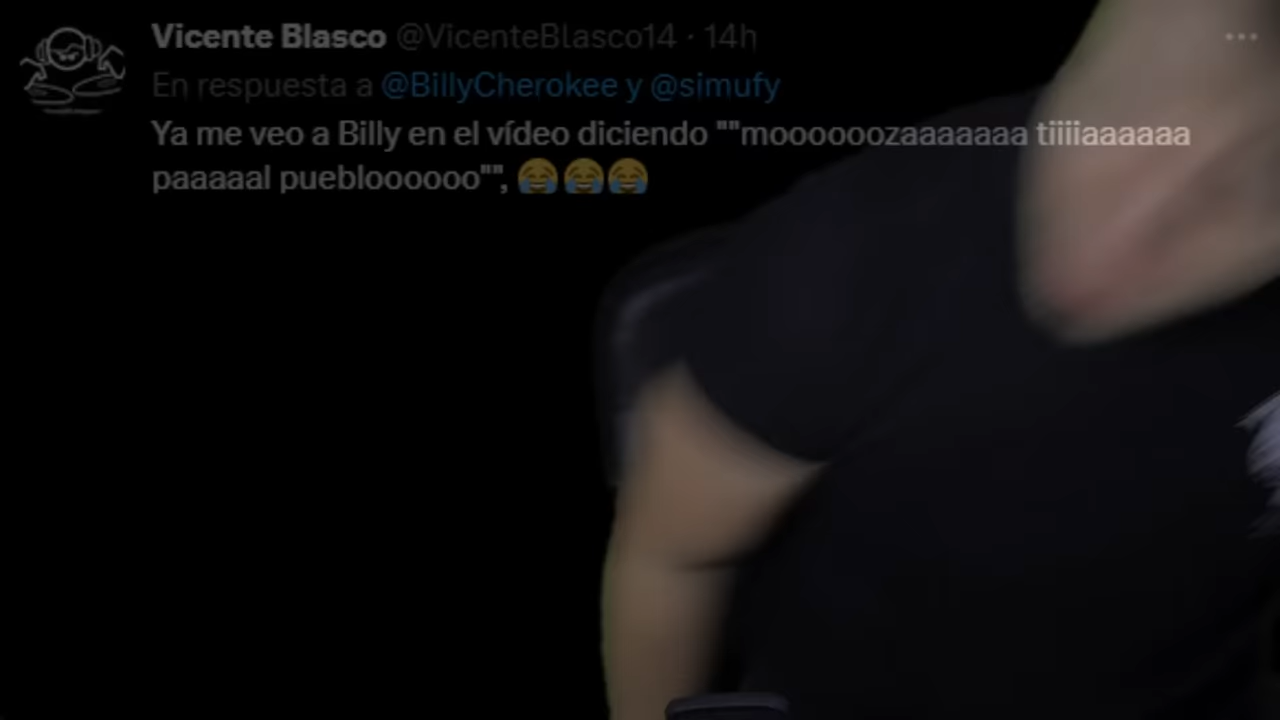 Vicente Blasco @VicenteBlasco14 · 14h
En respuesta a @BillyCherokee y @simufy
Ya me veo a Billy en el vídeo diciendo ""moooooozaaaaaaa tiiiiaaaaaa
paaaaal puebloooooo"", 😂😂😂